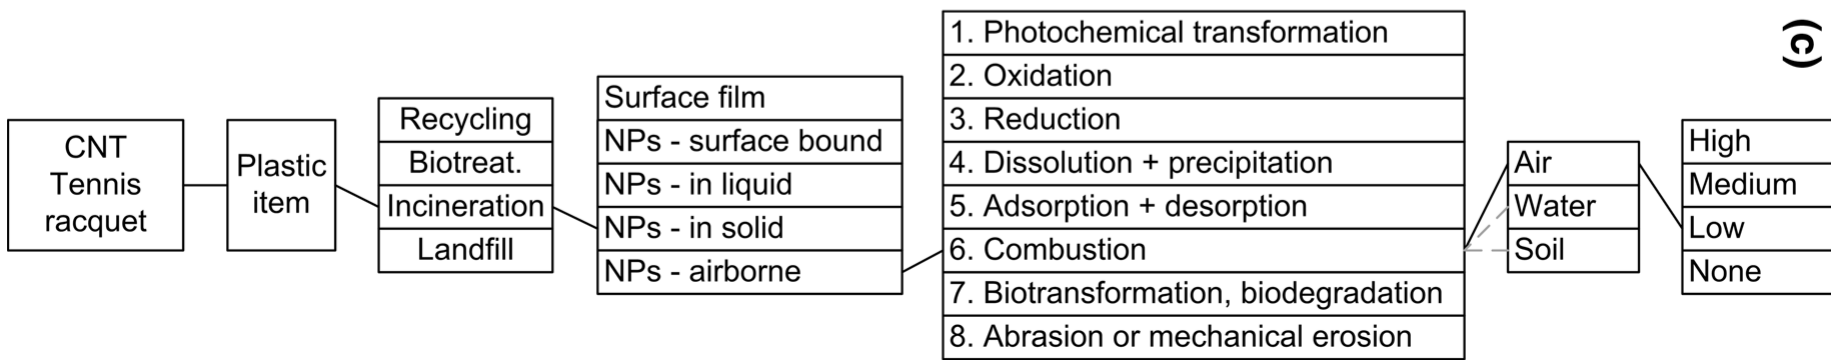 CNT
Tennis
racquet
Plastic
item
Recycling
Biotreat.
Incineration
Landfill
Surface film
NPs - surface bound
NPs - in liquid
NPs - in solid
NPs - airborne
1. Photochemical transformation
2. Oxidation
3. Reduction
4. Dissolution + precipitation
5. Adsorption + desorption
6. Combustion
7. Biotransformation, biodegradation
8. Abrasion or mechanical erosion
Air
Water
Soil
High
Medium
Low
None
(c)